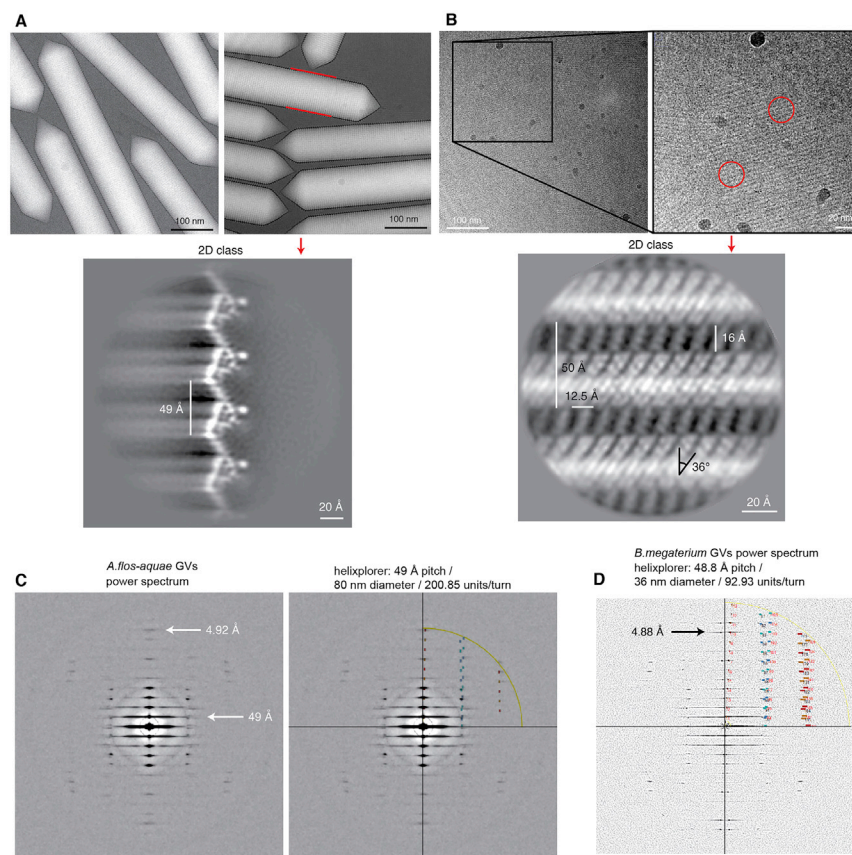 A
B
100 nm
100 nm
100 nm
20 nm
2D class
2D class
49 Å
20 Å
16 Å
50 Å
12.5 Å
36°
20 Å
C
A.flos-aquae GVs
power spectrum
helixplorer: 49 Å pitch /
80 nm diameter / 200.85 units/turn
4.92 Å
49 Å
B.megaterium GVs power spectrum
D
helixplorer: 48.8 Å pitch /
36 nm diameter / 92.93 units/turn
4.88 Å